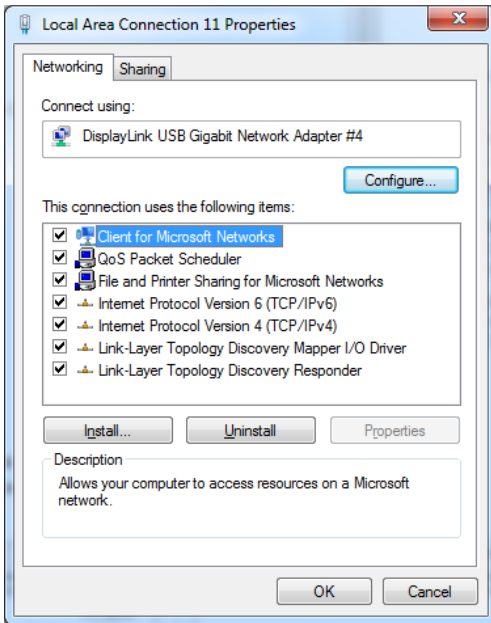 Local Area Connection 11 Properties
Networking
Sharing
Connect using:
DisplayLink USB Gigabit Network Adapter #4
Configure...
This connection uses the following items:
Client for Microsoft Networks
QoS Packet Scheduler
File and Printer Sharing for Microsoft Networks
Internet Protocol Version 6 (TCP/IPv6)
Internet Protocol Version 4 (TCP/IPv4)
Link-Layer Topology Discovery Mapper I/O Driver
Link-Layer Topology Discovery Responder
Install...
Uninstall
Properties
Description
Allows your computer to access resources on a Microsoft
network.
OK
Cancel